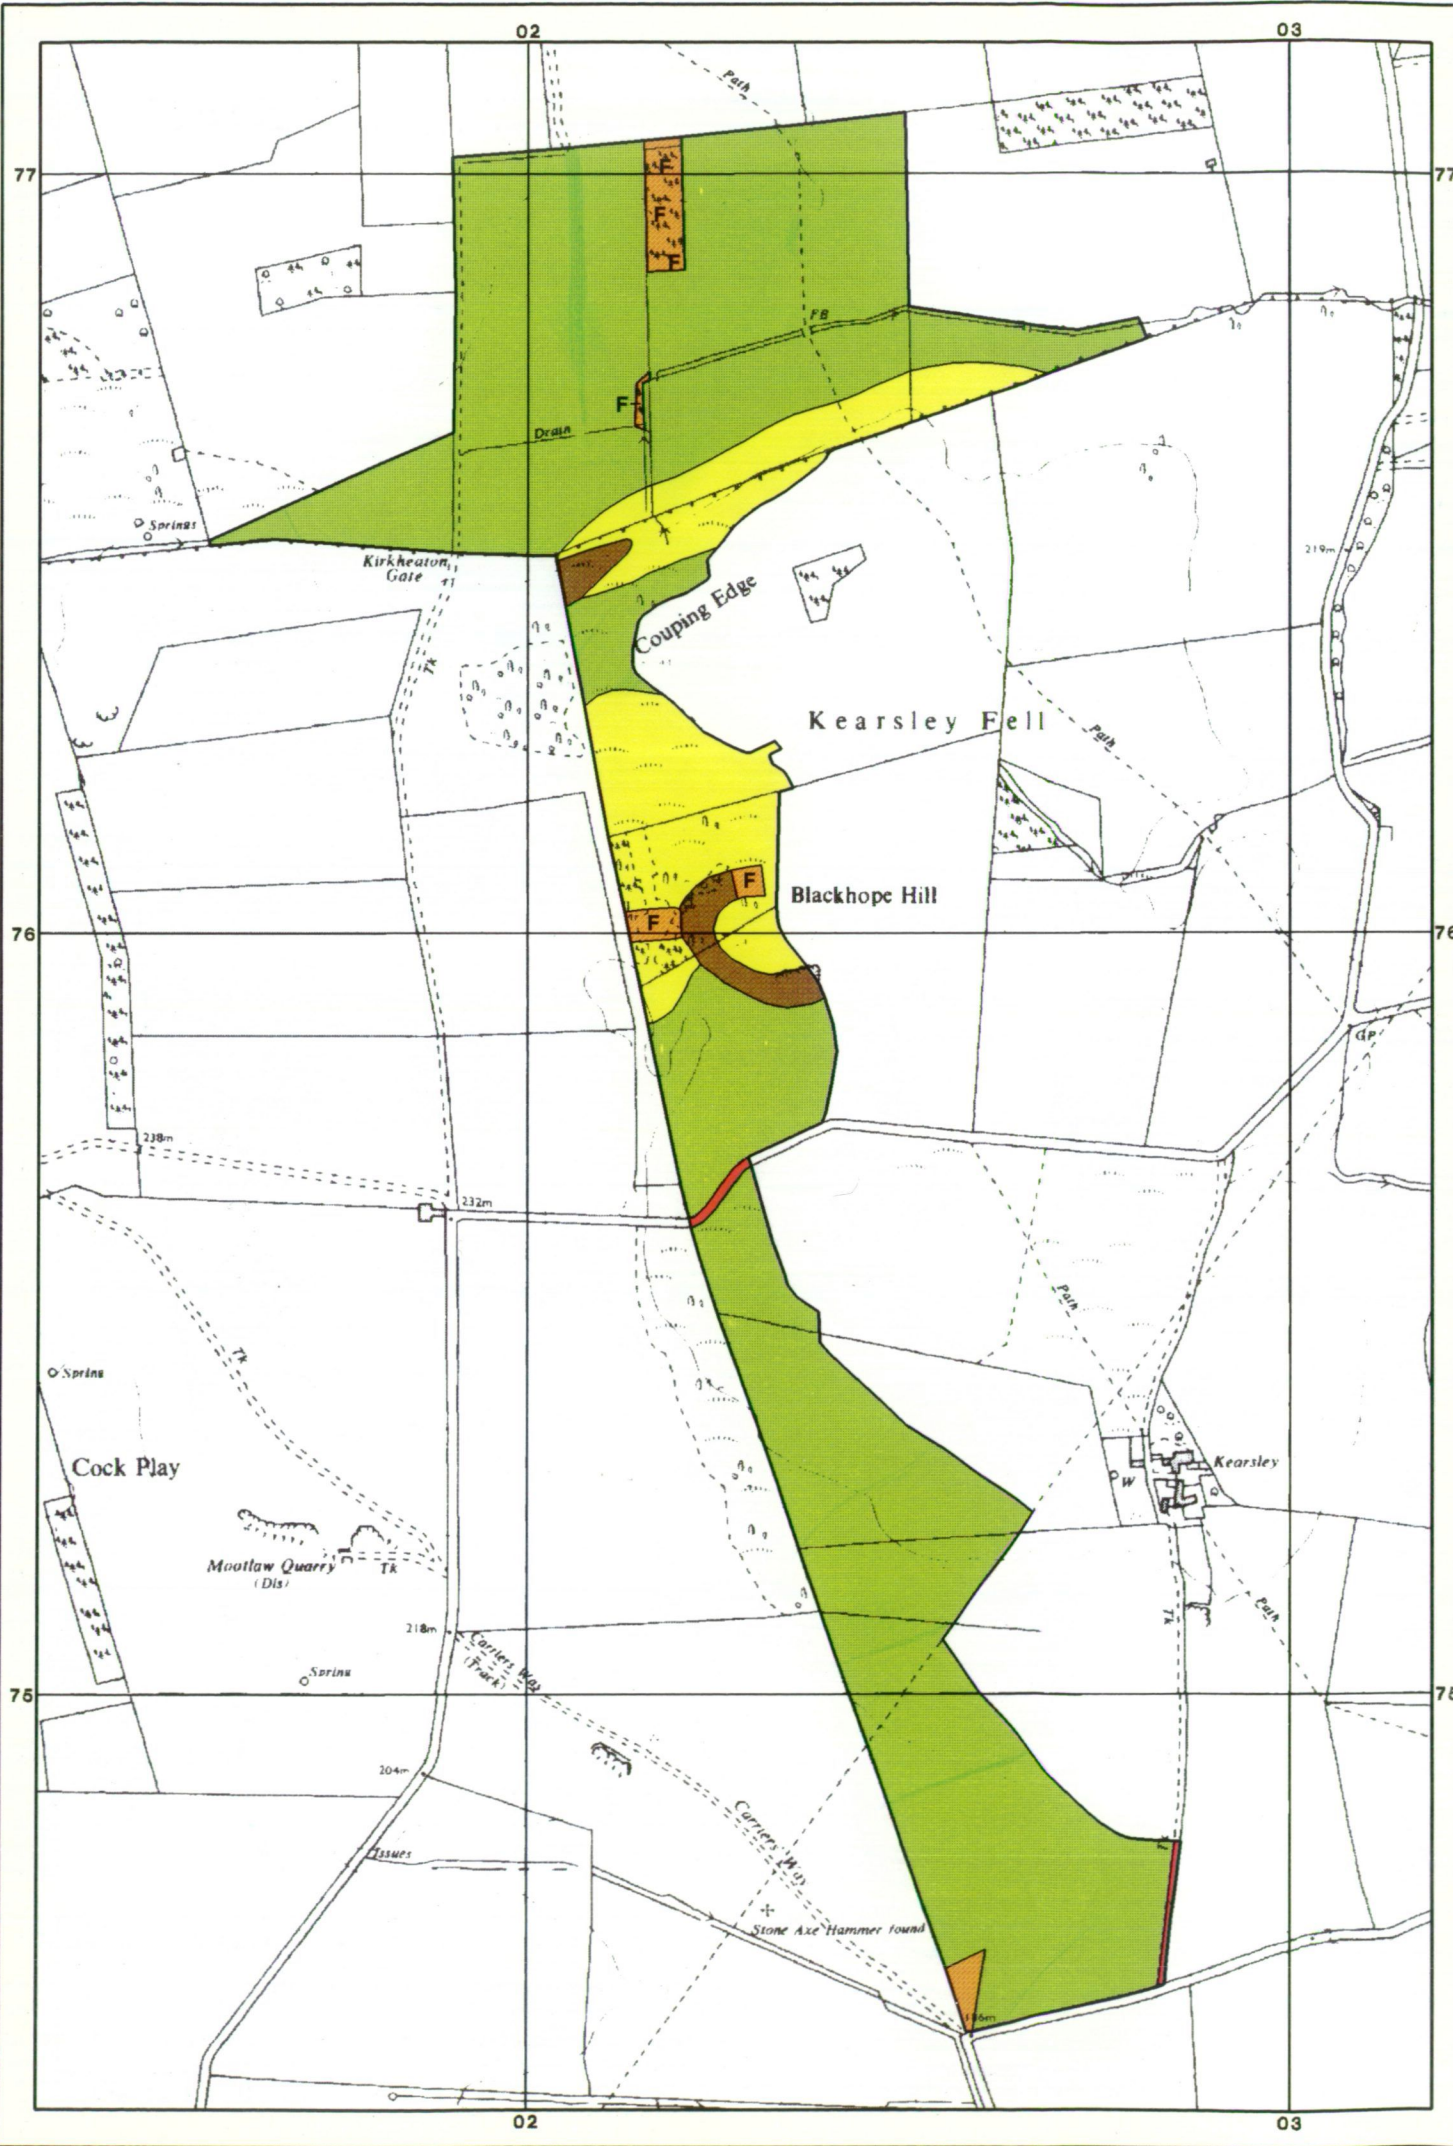 02
03
Path
77
77
F
F
F
FB
F
Drain
Springs
Kirkheaton
Gate
219m
Couping Edge
Tk
Kearsley Fell
Path
F
Blackhope Hill
F
76
76
GP
238m
232m
Path
Tk
Spring
Cock Play
Kearsley
W
Mootlaw Quarry
(Dis)
Tk
Tk
Path
218m
Carriers Way
(Track)
Spring
75
75
204m
Carriers Way
Tk
Issues
Stone Axe Hammer found
186m
02
03